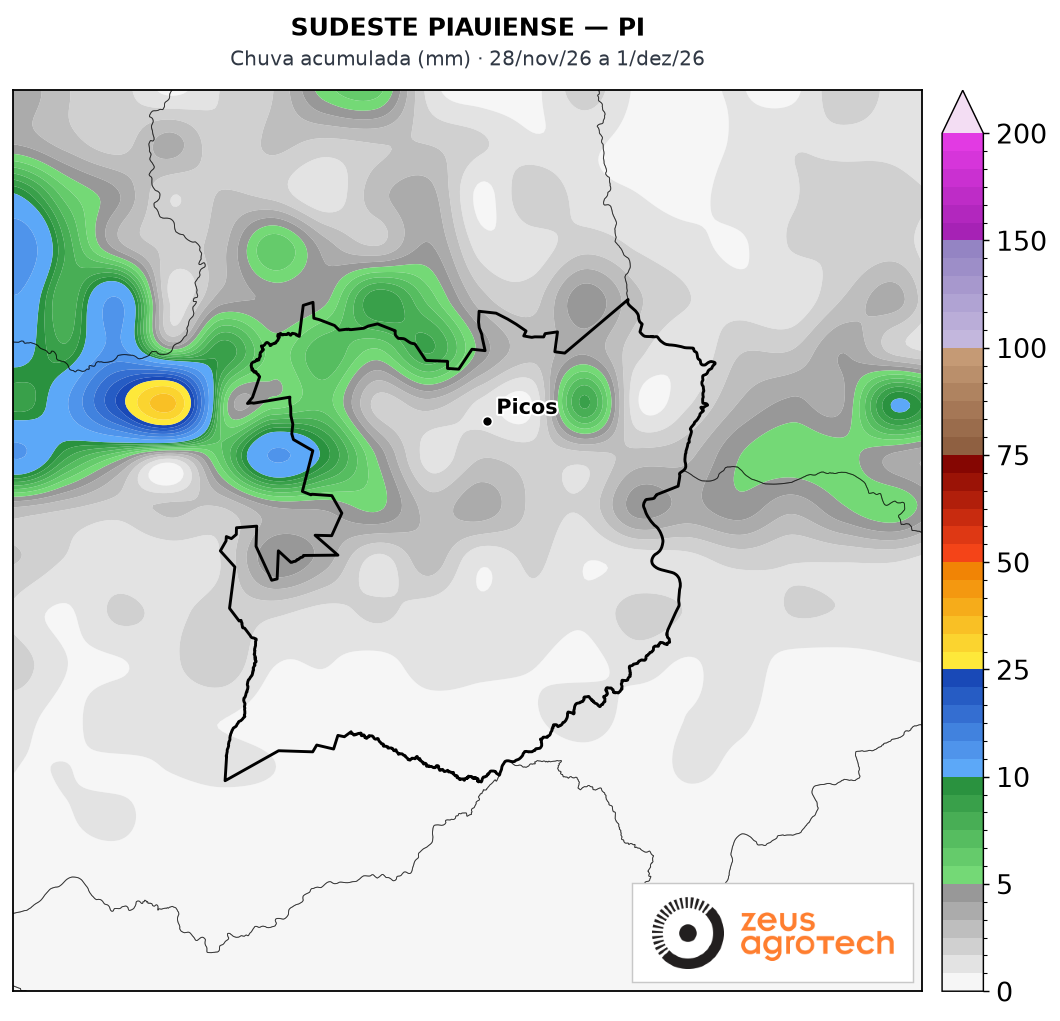 SUDESTE PIAUIENSE — PI
Chuva acumulada (mm) · 28/nov/26 a 1/dez/26
200
150
100
75
50
25
10
5
0
Picos
zeus
agrotech